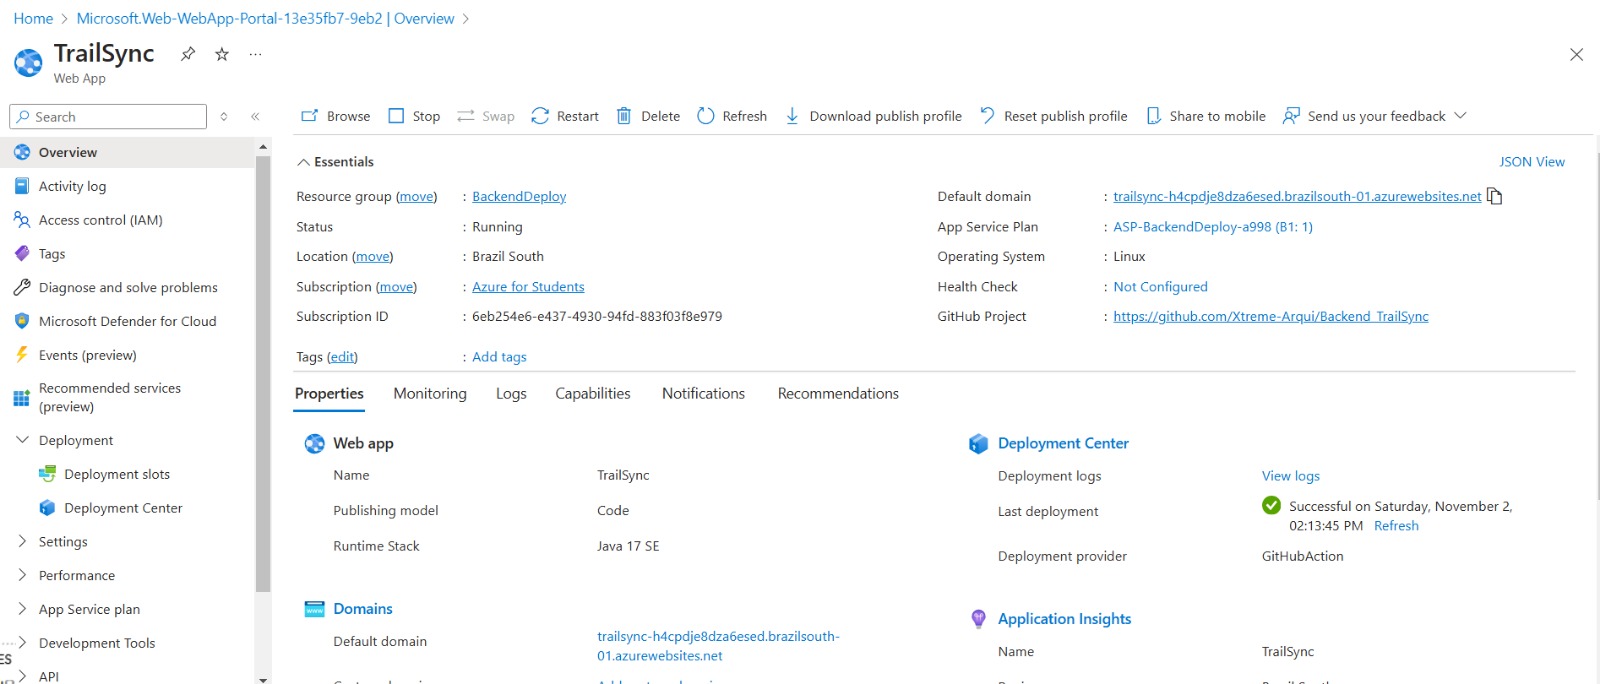 Home > Microsoft.Web-WebApp-Portal-13e35fb7-9eb2 | Overview >
TrailSync
Web App
Search
Overview
Activity log
Access control (IAM)
Tags
Diagnose and solve problems
Microsoft Defender for Cloud
Events (preview)
Recommended services
(preview)
Deployment
Deployment slots
Deployment Center
Settings
Performance
App Service plan
Development Tools
API
ES
Browse Stop Swap Restart Delete Refresh Download publish profile Reset publish profile Share to mobile Send us your feedback
Essentials
JSON View
Resource group (move) : BackendDeploy
Status : Running
Location (move) : Brazil South
Subscription (move) : Azure for Students
Subscription ID : 6eb254e6-e437-4930-94fd-883f03f8e979
Tags (edit) : Add tags
Default domain : trailsync-h4cpdje8dza6esed.brazilsouth-01.azurewebsites.net
App Service Plan : ASP-BackendDeploy-a998 (B1: 1)
Operating System : Linux
Health Check : Not Configured
GitHub Project : https://github.com/Xtreme-Arqui/Backend_TrailSync
Properties Monitoring Logs Capabilities Notifications Recommendations
Web app
Name TrailSync
Publishing model Code
Runtime Stack Java 17 SE
Domains
Default domain trailsync-h4cpdje8dza6esed.brazilsouth-
01.azurewebsites.net
Deployment Center
Deployment logs View logs
Last deployment Successful on Saturday, November 2,
02:13:45 PM Refresh
Deployment provider GitHubAction
Application Insights
Name TrailSync